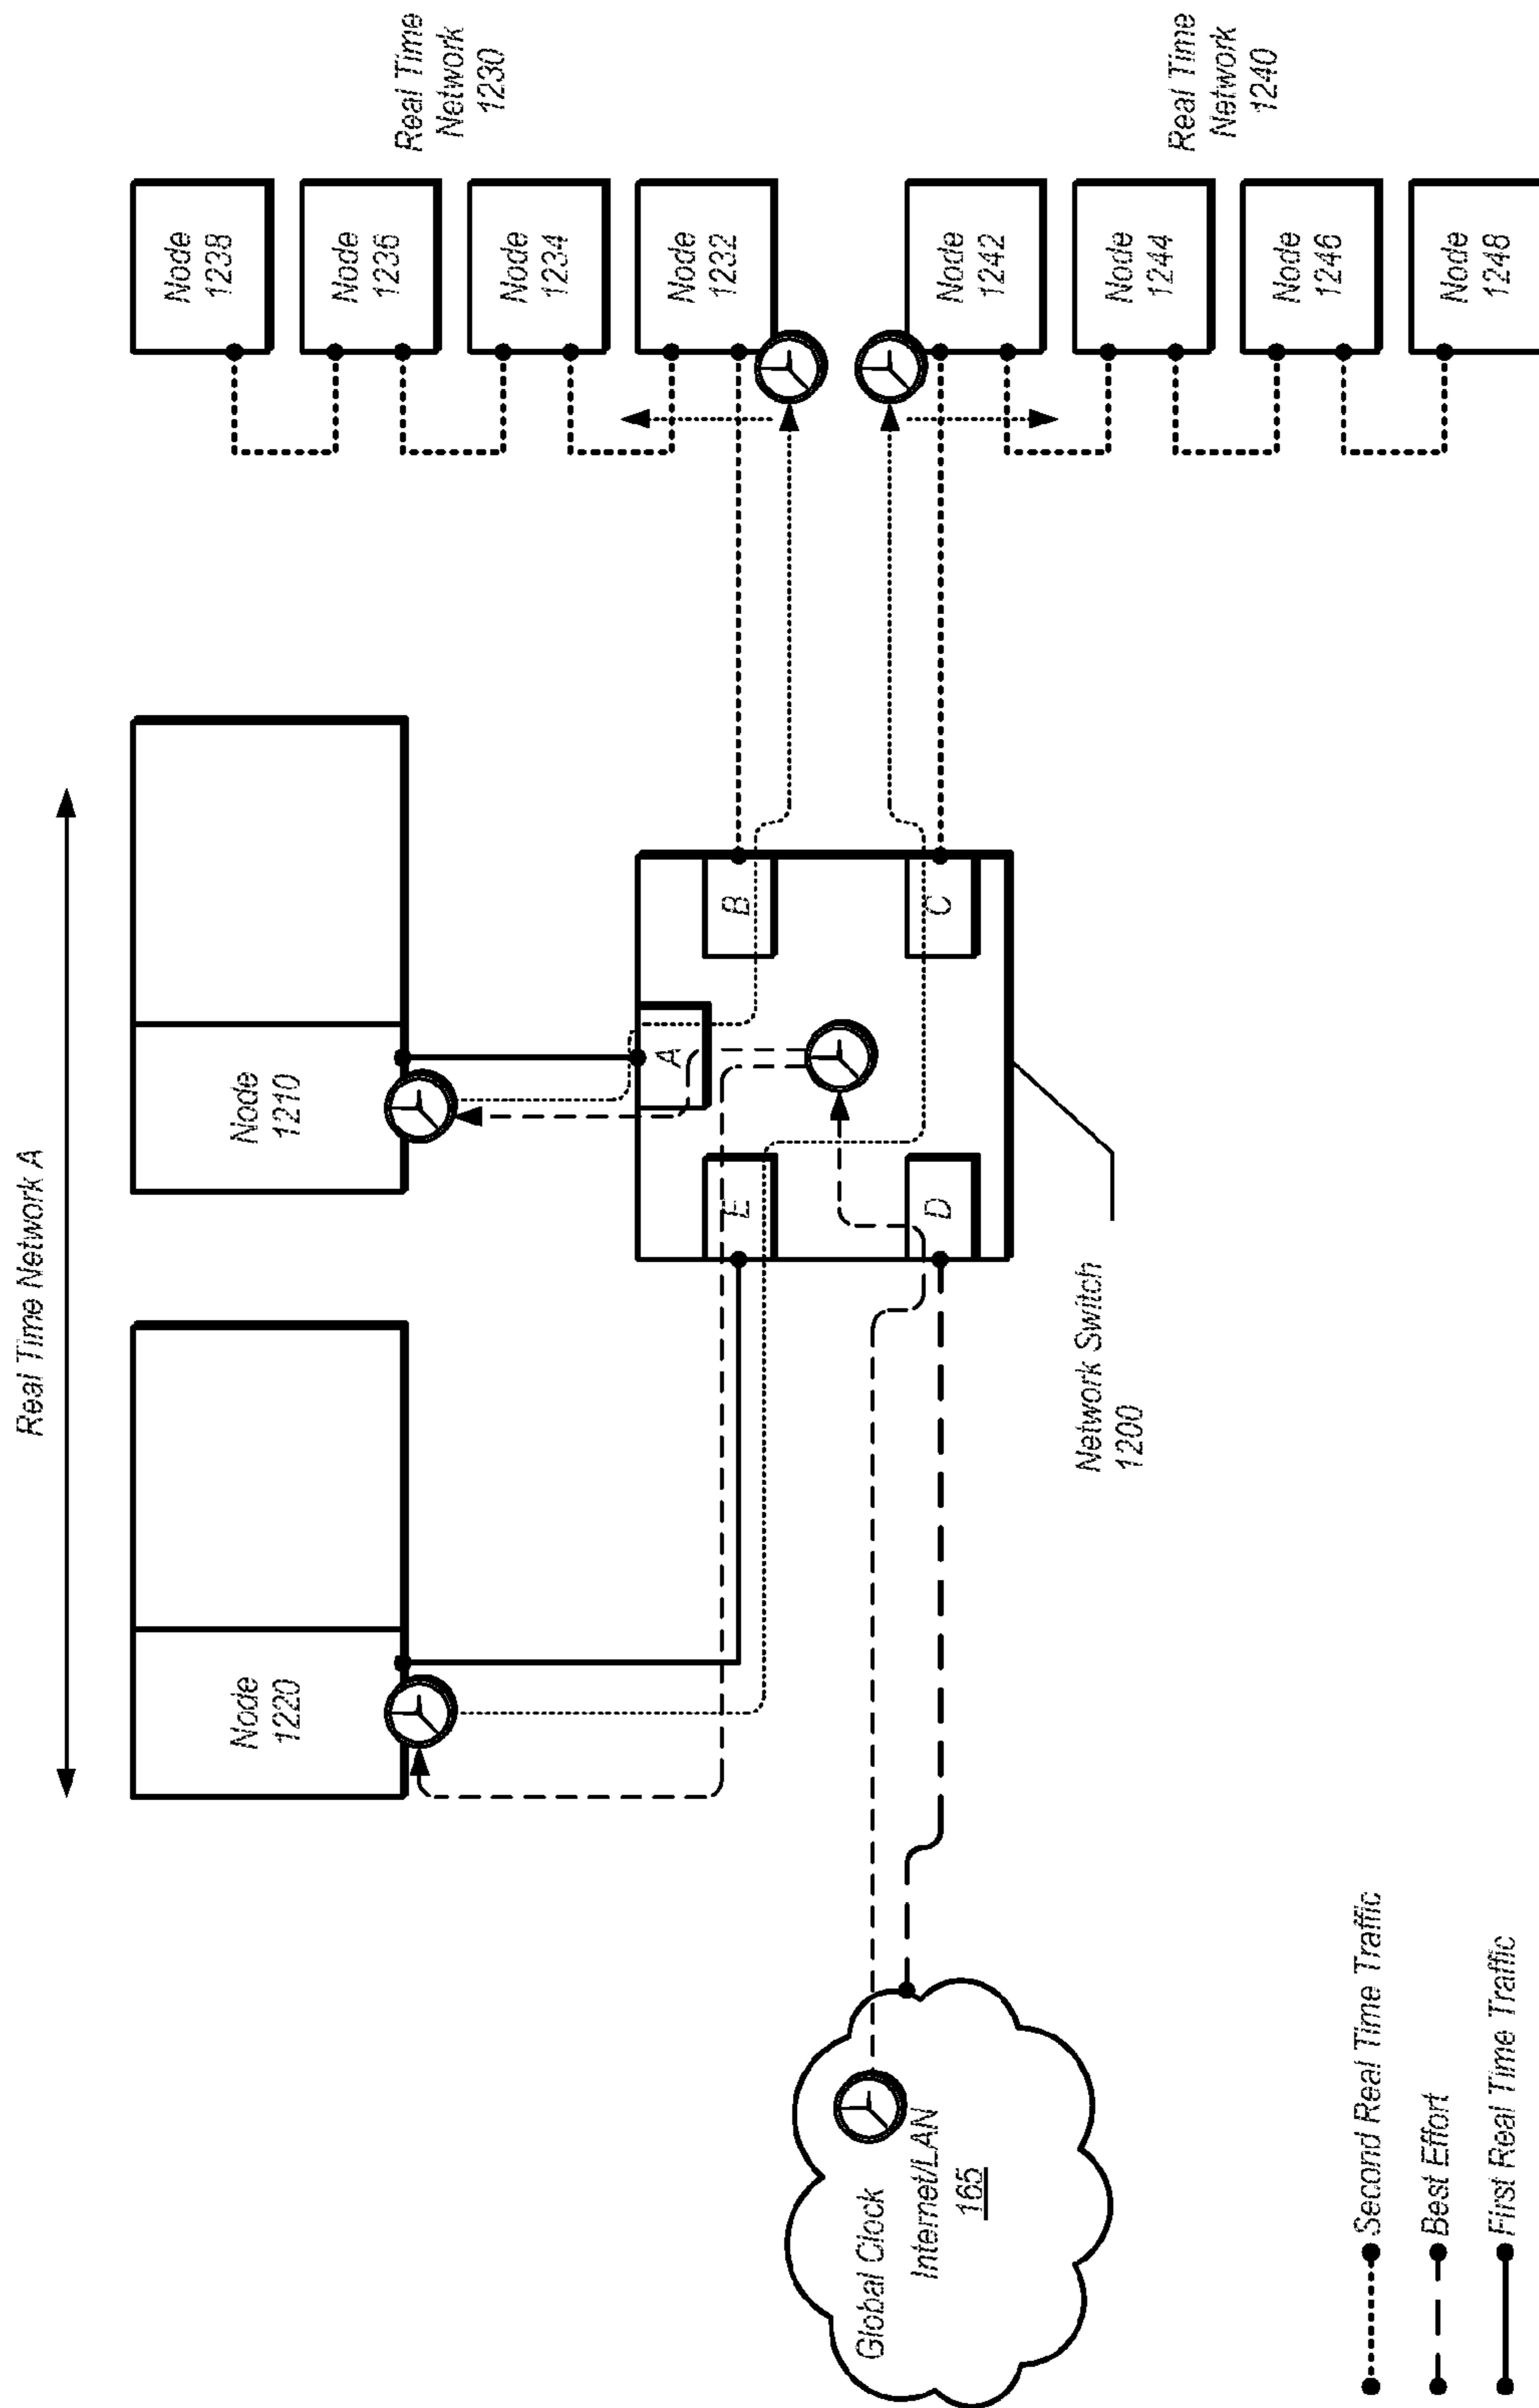 Real Time Network A
Node
1220
Node
1210
Real Time
Network
1230
Node
1238
Node
1236
Node
1234
Node
1232
A
E
B
D
C
Network Switch
1200
Global Clock
Internet/LAN
165
Node
1242
Node
1244
Node
1246
Node
1248
Real Time
Network
1240
Second Real Time Traffic
Best Effort
First Real Time Traffic